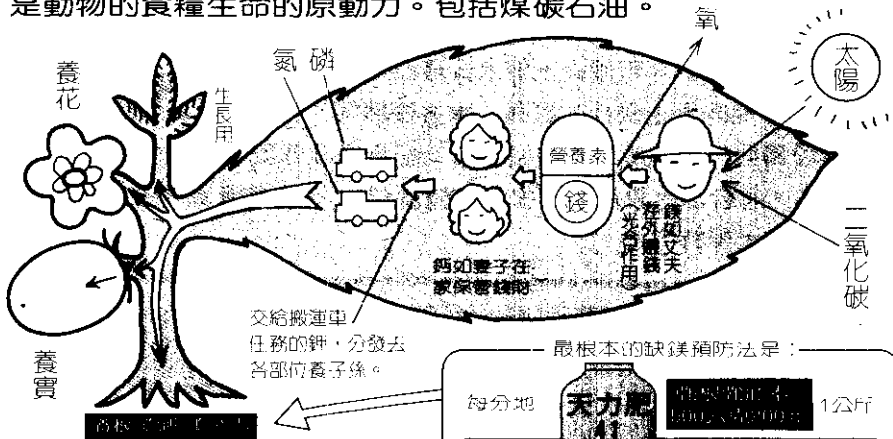 是動物的食糧生命的原動力。包括煤碳石油。
氧
太陽
氮 磷
養花
生長用
營養素
錢
鎂如丈夫
在外賺錢
(光合作用)
二氧化碳
鈣如妻子在
家保管錢財
交給搬運車
任務的鉀，分發去
各部位養子孫。
養實
最根本的缺鎂預防法是：
每分地
天力肥
1公斤